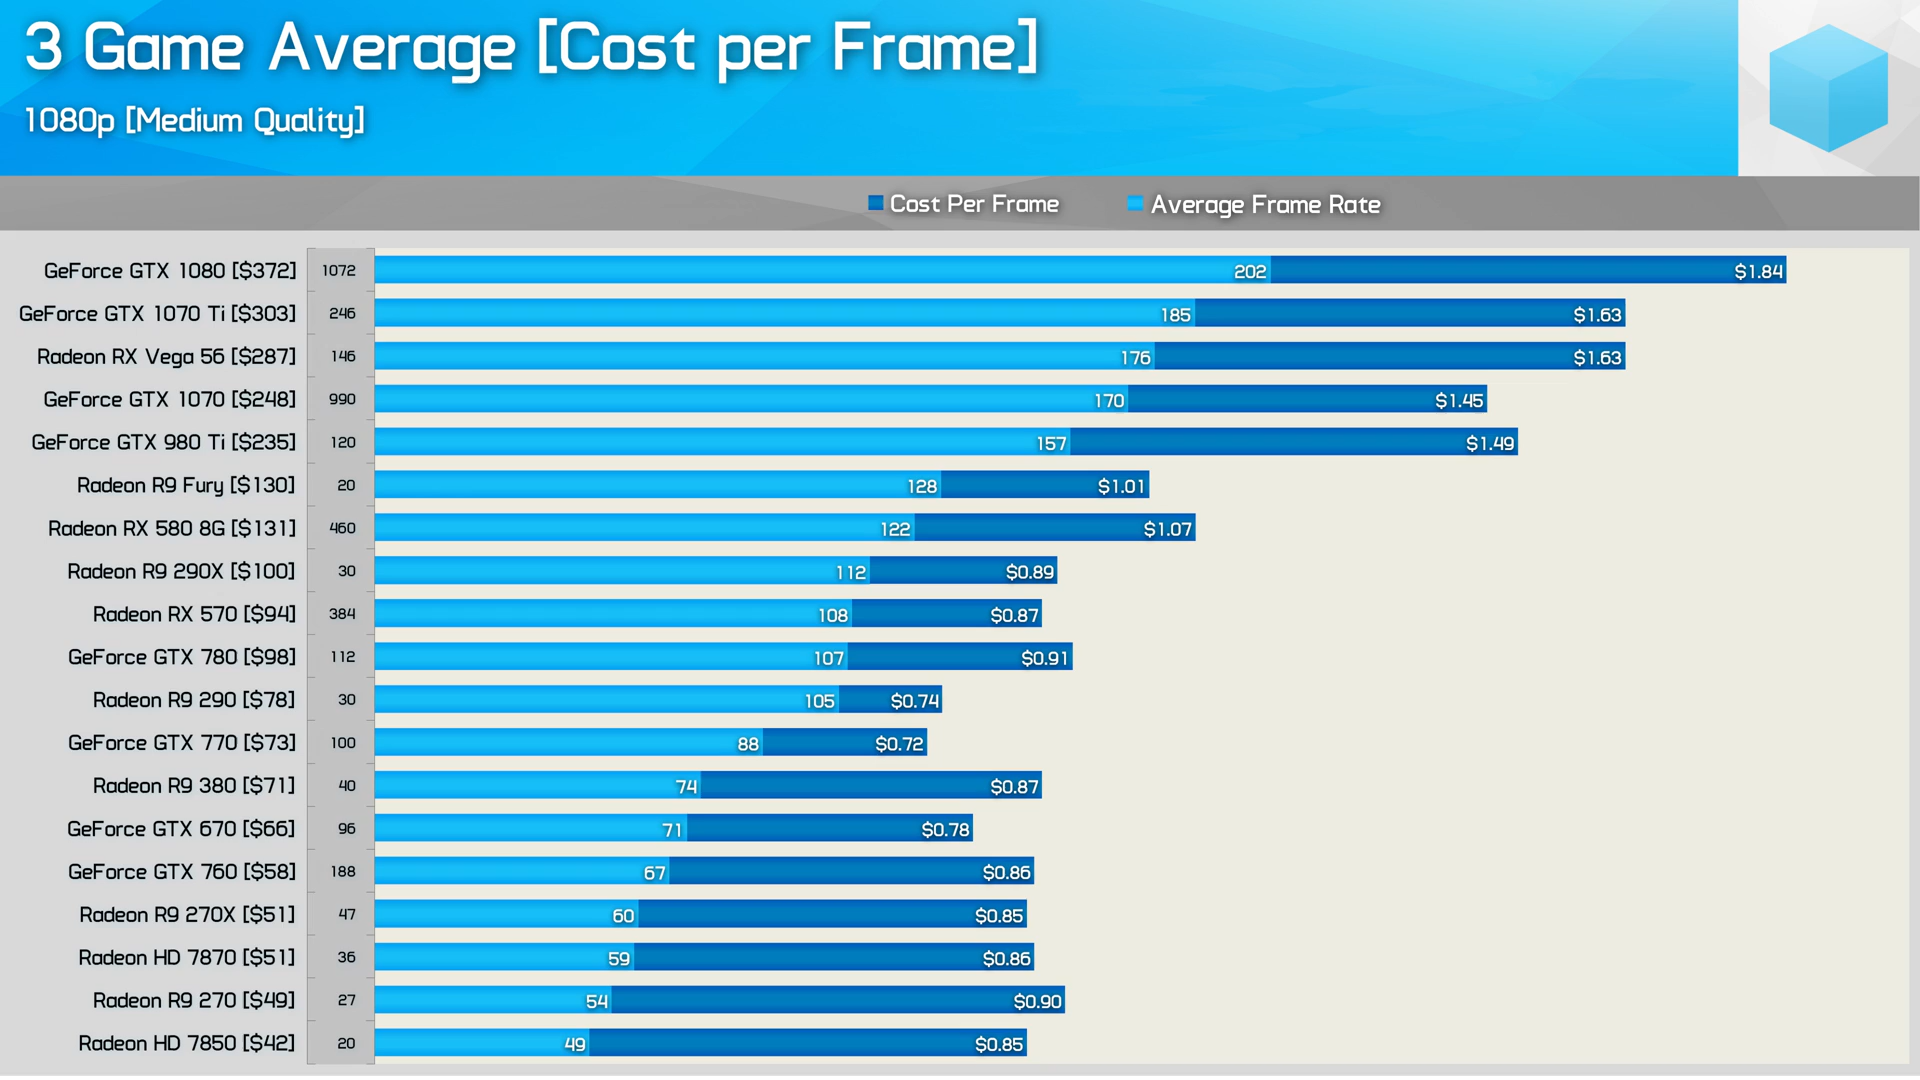 3 Game Average [Cost per Frame]
1080p [Medium Quality]
Cost Per Frame Average Frame Rate
GeForce GTX 1080 [$372] 1072 202 $1.84
GeForce GTX 1070 Ti [$303] 246 185 $1.63
Radeon RX Vega 56 [$287] 146 176 $1.63
GeForce GTX 1070 [$248] 990 170 $1.45
GeForce GTX 980 Ti [$235] 120 157 $1.49
Radeon R9 Fury [$130] 20 128 $1.01
Radeon RX 580 8G [$131] 460 122 $1.07
Radeon R9 290X [$100] 30 112 $0.89
Radeon RX 570 [$94] 384 108 $0.87
GeForce GTX 780 [$98] 112 107 $0.91
Radeon R9 290 [$78] 30 105 $0.74
GeForce GTX 770 [$73] 100 88 $0.72
Radeon R9 380 [$71] 40 74 $0.87
GeForce GTX 670 [$66] 96 71 $0.78
GeForce GTX 760 [$58] 188 67 $0.86
Radeon R9 270X [$51] 47 60 $0.85
Radeon HD 7870 [$51] 36 59 $0.86
Radeon R9 270 [$49] 27 54 $0.90
Radeon HD 7850 [$42] 20 49 $0.85